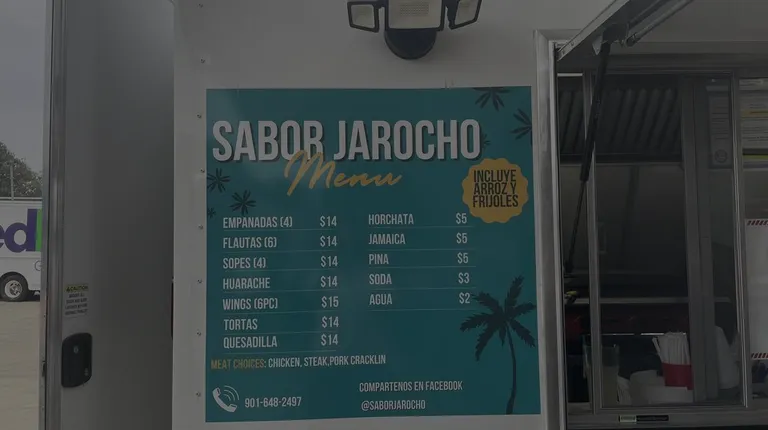 SABOR JAROCHO
Menu
INCLUYE
ARROZ Y
FRIJOLES
EMPANADAS (4) $14
FLAUTAS (6) $14
SOPES (4) $14
HUARACHE $14
WINGS (6PC) $15
TORTAS $14
QUESADILLA $14
HORCHATA $5
JAMAICA $5
PINA $5
SODA $3
AGUA $2
MEAT CHOICES: CHICKEN, STEAK,PORK CRACKLIN
901-648-2497
COMPARTENOS EN FACEBOOK
@SABORJAROCHO
CAUTION